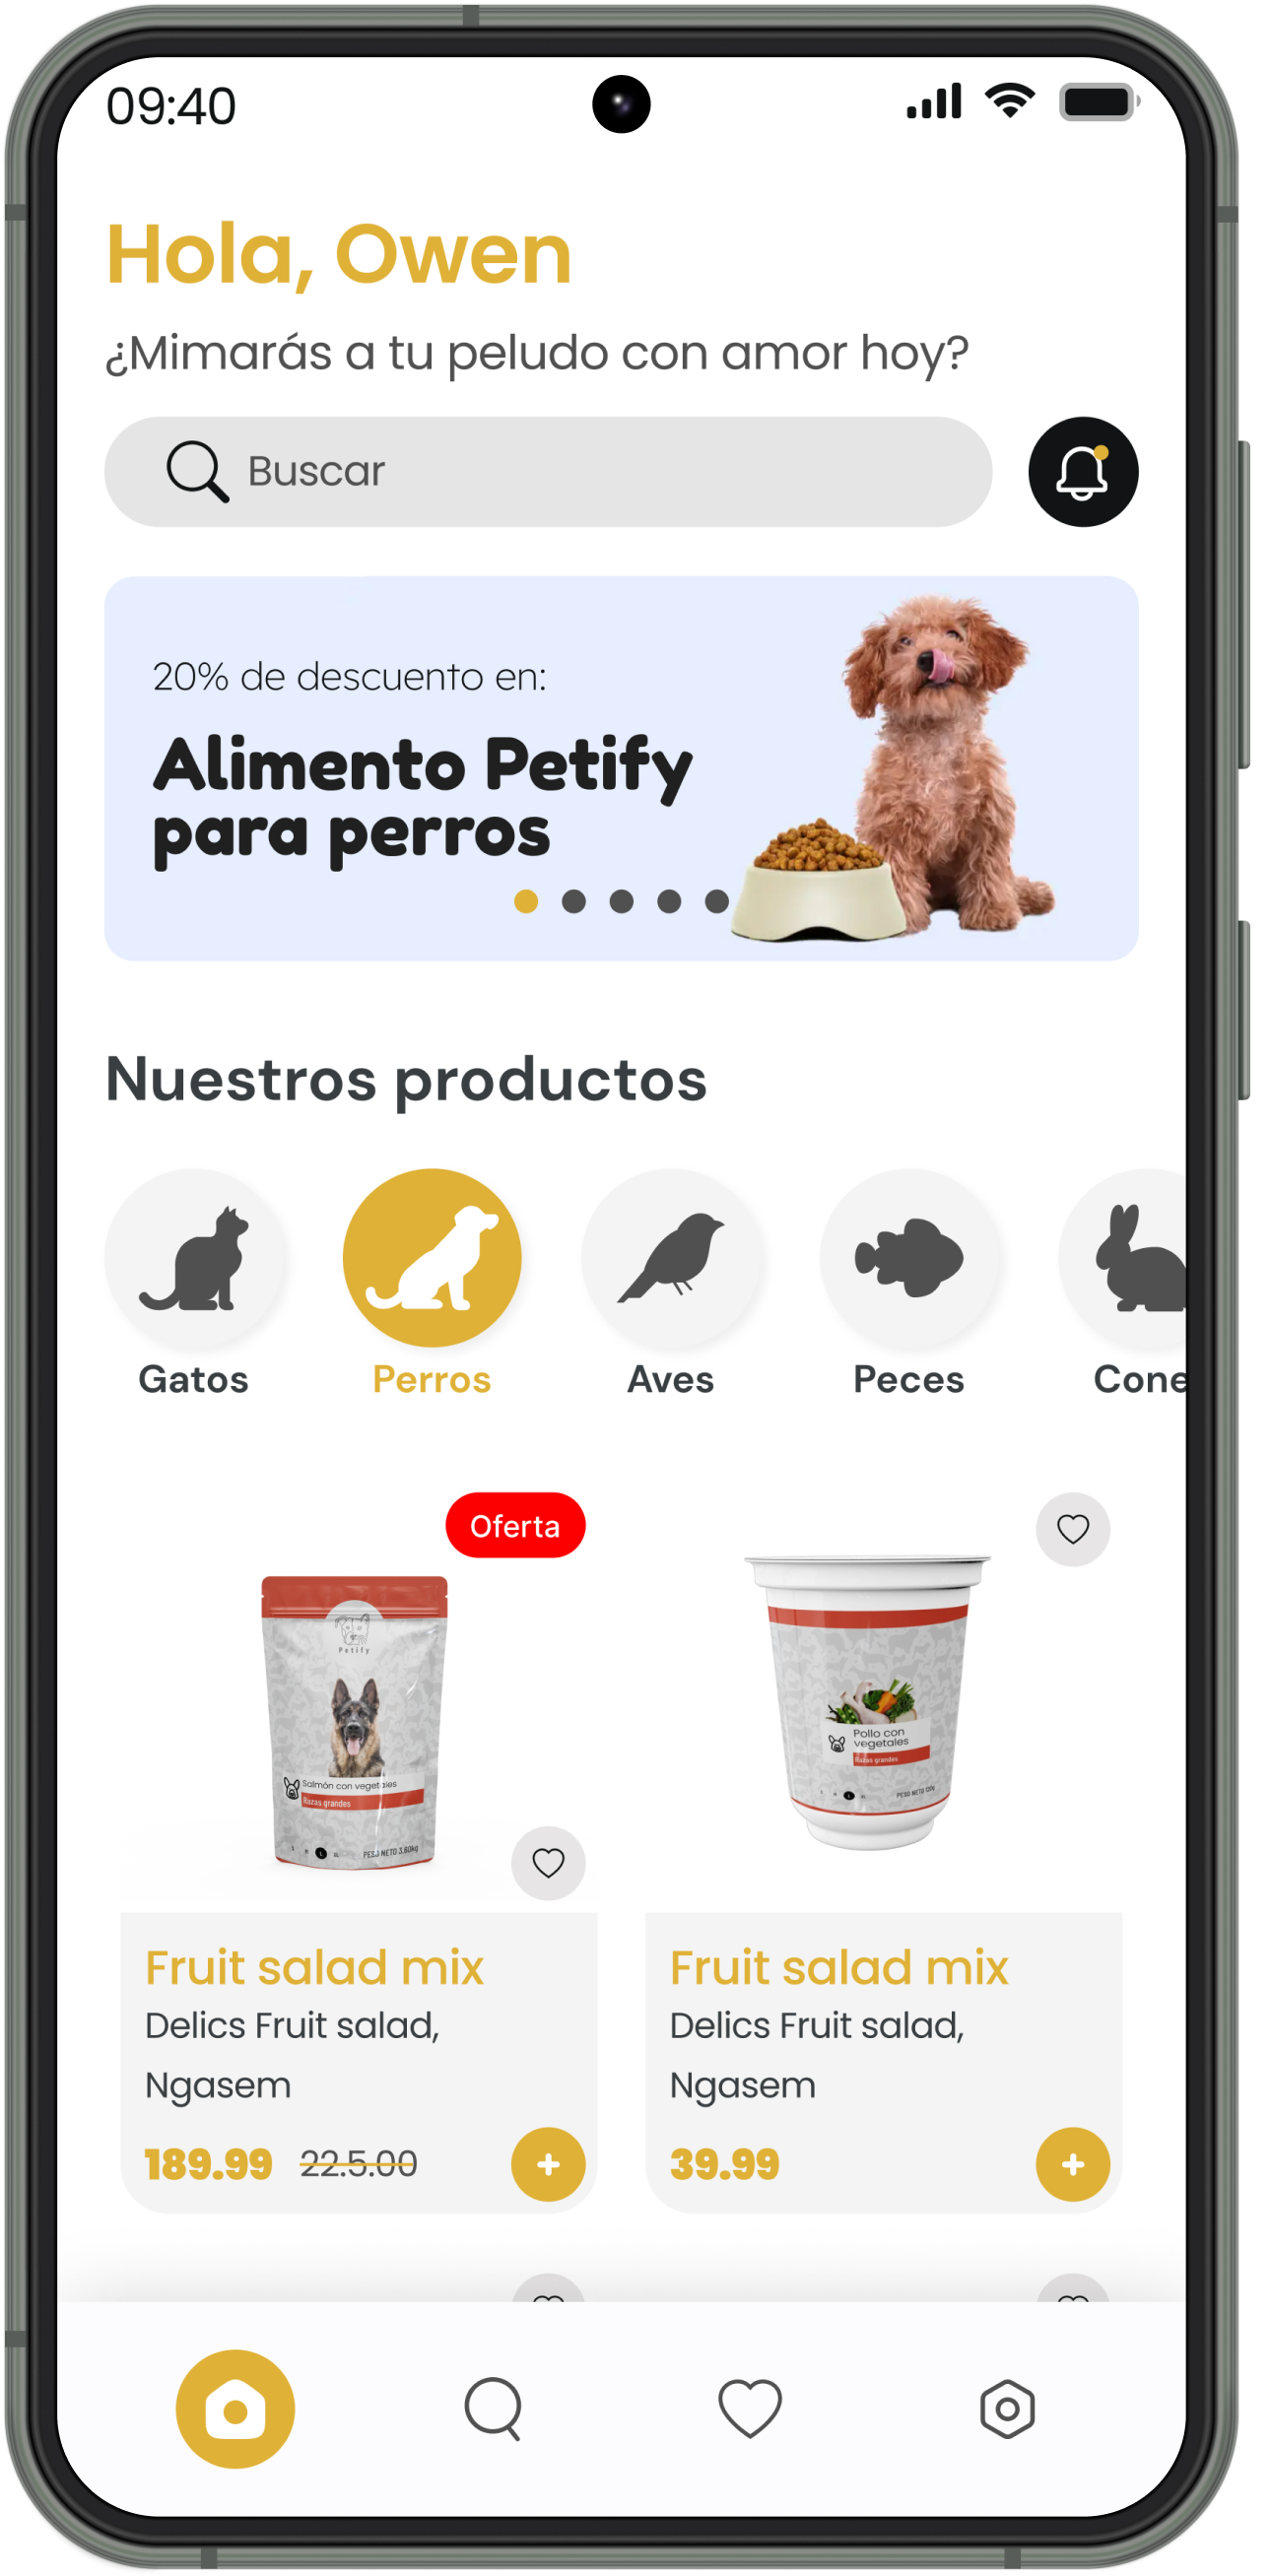 09:40
Hola, Owen
¿Mimarás a tu peludo con amor hoy?
Buscar
20% de descuento en:
Alimento Petify
para perros
Nuestros productos
Gatos
Perros
Aves
Peces
Cone
Oferta
Petify
Salmón con vegetales
Razas grandes
L
PESO NETO 3.60kg
Pollo con
vegetales
Razas grandes
PESO NETO 120g
Fruit salad mix
Delics Fruit salad,
Ngasem
189.99 22.5.00
Fruit salad mix
Delics Fruit salad,
Ngasem
39.99